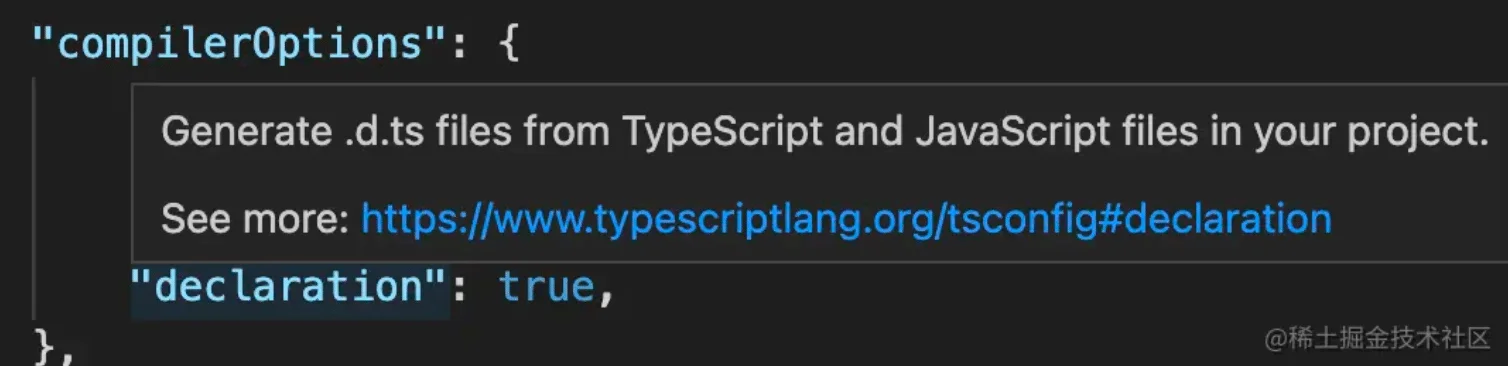 "compilerOptions": {
Generate .d.ts files from TypeScript and JavaScript files in your project.
See more: https://www.typescriptlang.org/tsconfig#declaration
"declaration": true,
},
@稀土掘金技术社区